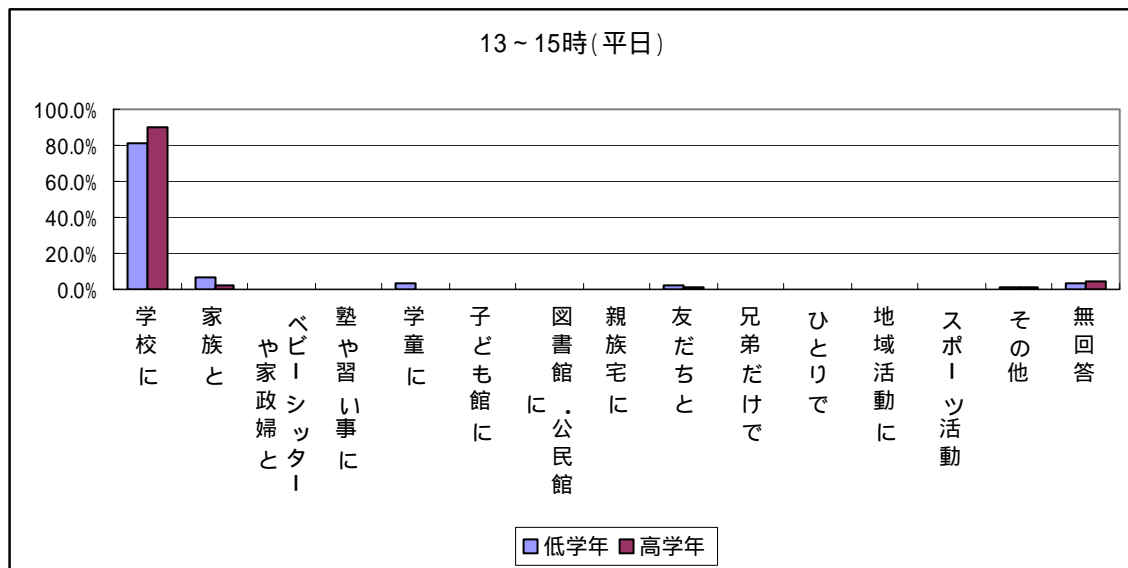 13～15時(平日)
100.0%
80.0%
60.0%
40.0%
20.0%
0.0%
学校に
家族と
ベビーシッター
や家政婦と
塾や習い事に
学童に
子ども館に
図書館・公民館
に
親族宅に
友だちと
兄弟だけで
ひとりで
地域活動に
スポーツ活動
その他
無回答
低学年
高学年